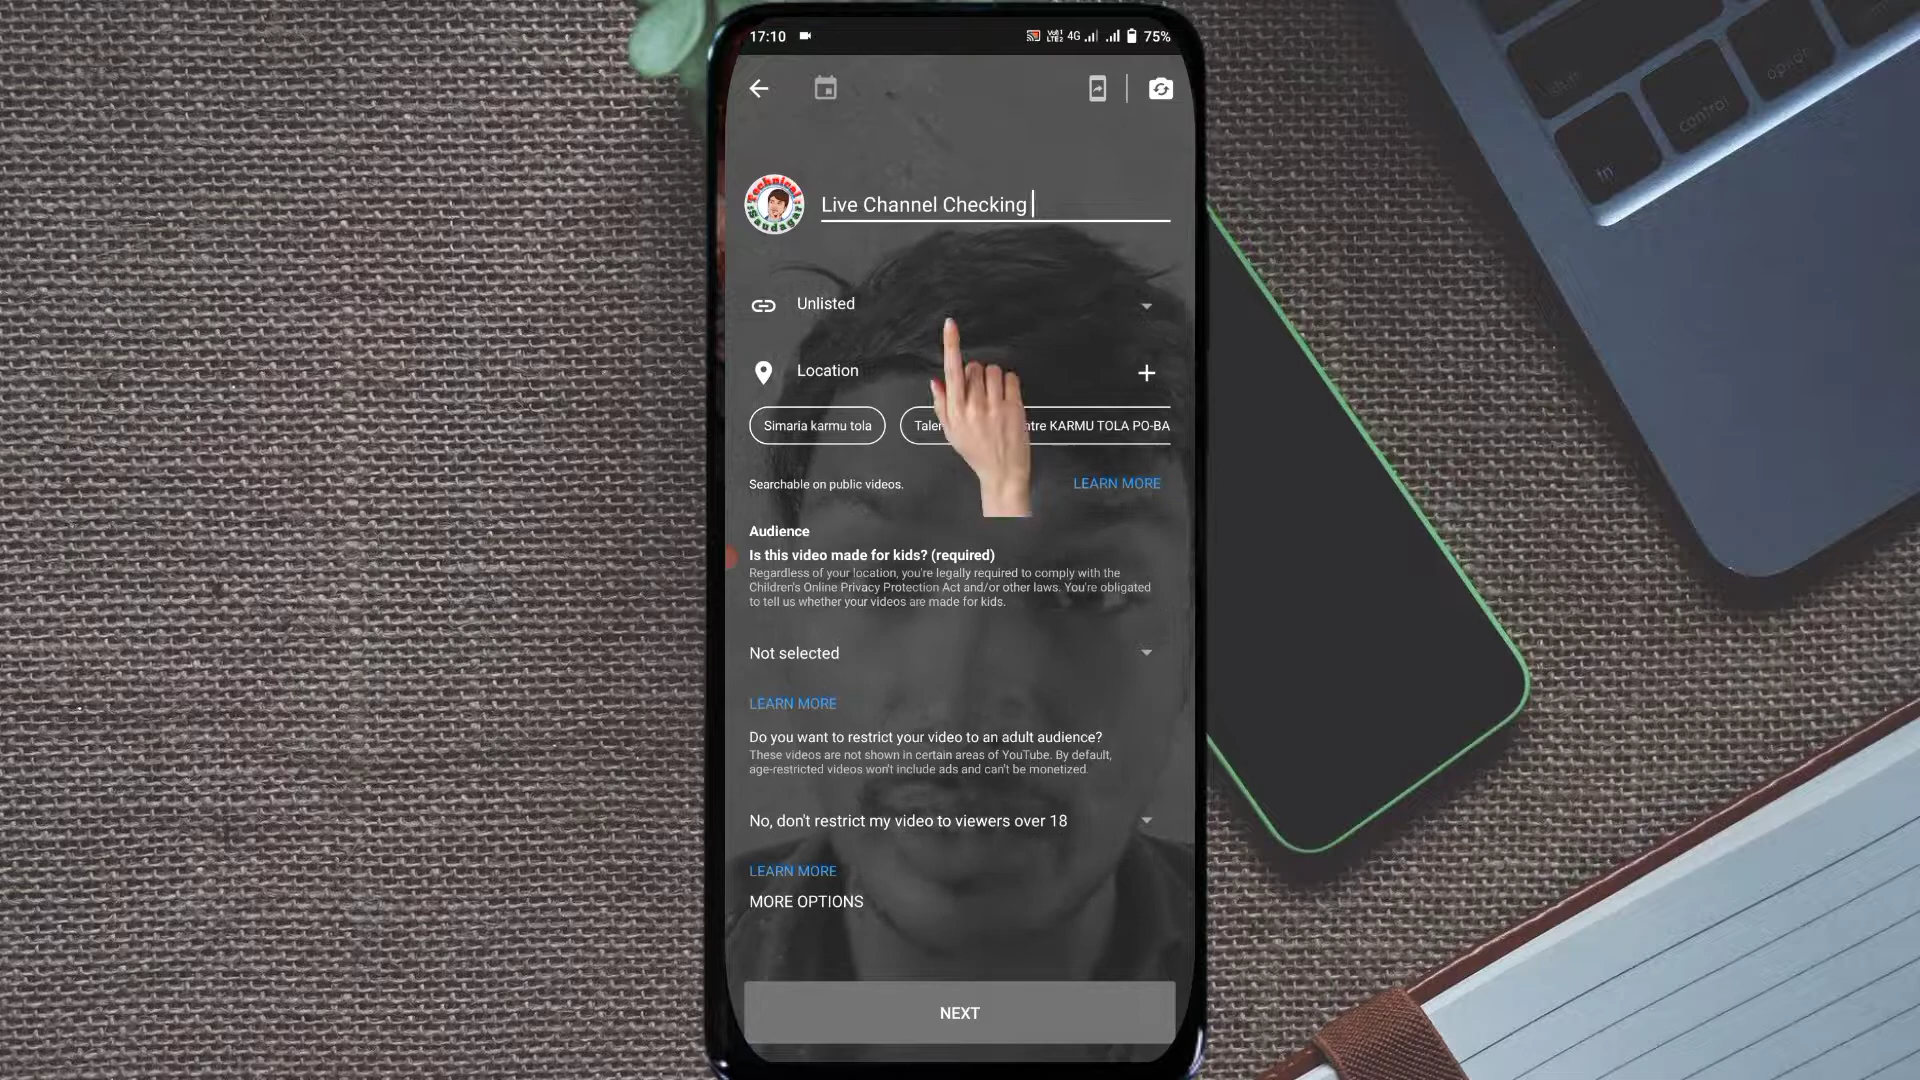 17:10 4G 75%
Technical
Saudagar
Live Channel Checking
Unlisted
Location
Simaria karmu tola
KARMU TOLA PO-BA
Searchable on public videos.
LEARN MORE
Audience
Is this video made for kids? (required)
Regardless of your location, you're legally required to comply with the
Children's Online Privacy Protection Act and/or other laws. You're obligated
to tell us whether your videos are made for kids.
Not selected
LEARN MORE
Do you want to restrict your video to an adult audience?
These videos are not shown in certain areas of YouTube. By default,
age-restricted videos won't include ads and can't be monetized.
No, don't restrict my video to viewers over 18
LEARN MORE
MORE OPTIONS
NEXT
option
control
fn